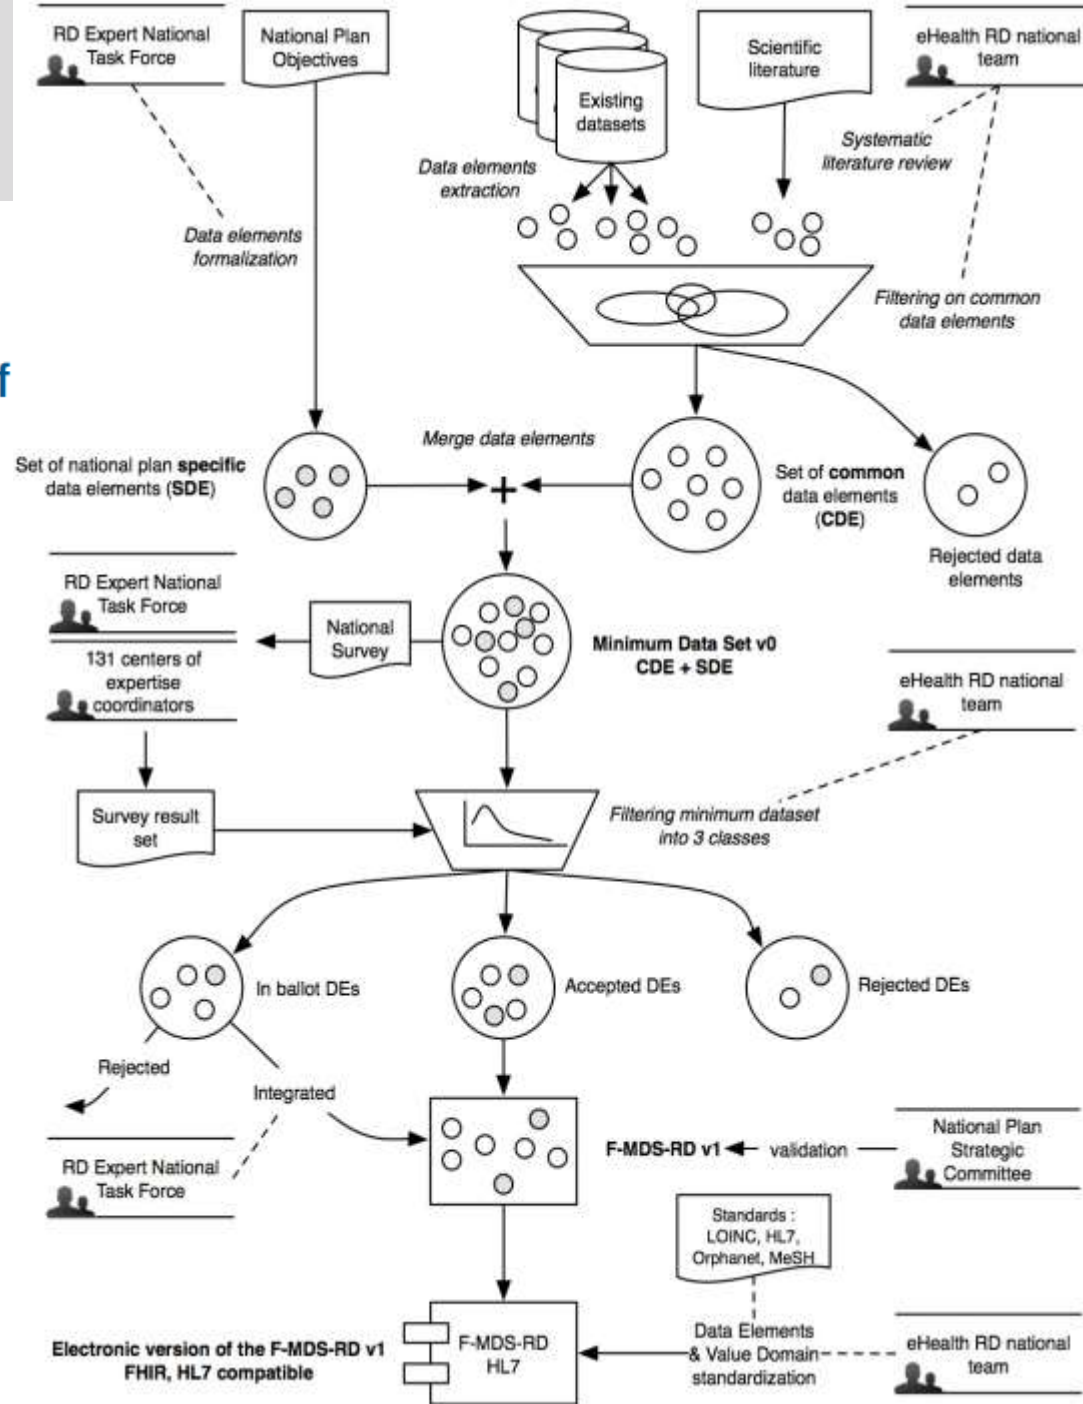 RD Expert National
Task Force
National Plan
Objectives
Existing
datasets
Scientific
literature
eHealth RD national
team
Systematic
literature review
Data elements
extraction
Data elements
formalization
Filtering on common
data elements
f
Merge data elements
Set of national plan specific
data elements (SDE)
+
Set of common
data elements
(CDE)
Rejected data
elements
RD Expert National
Task Force
National
Survey
131 centers of
expertise
coordinators
Minimum Data Set v0
CDE + SDE
eHealth RD national
team
Survey result
set
Filtering minimum dataset
into 3 classes
In ballot DEs
Accepted DEs
Rejected DEs
Rejected
Integrated
RD Expert National
Task Force
F-MDS-RD v1
validation
National Plan
Strategic
Committee
Standards :
LOINC, HL7,
Orphanet, MeSH
Electronic version of the F-MDS-RD v1
FHIR, HL7 compatible
F-MDS-RD
HL7
Data Elements
& Value Domain
standardization
eHealth RD national
team